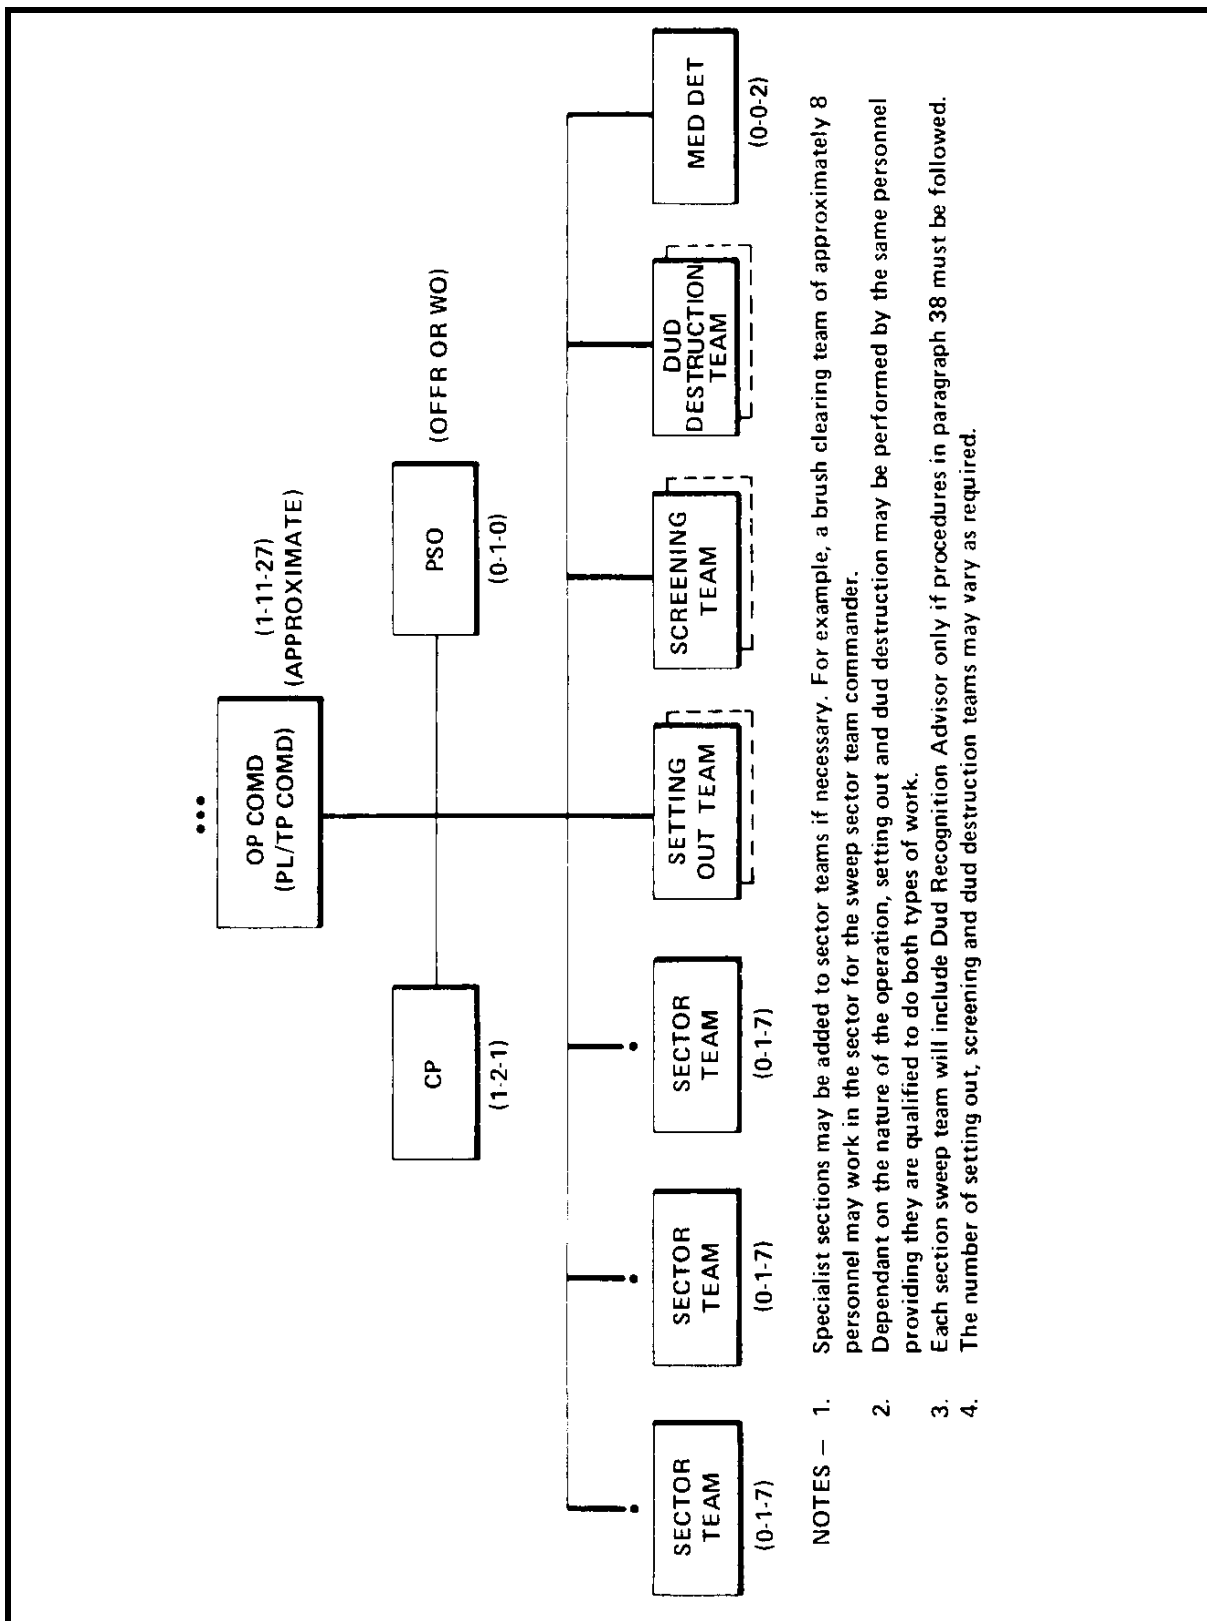 (1-11-27)
(APPROXIMATE)
OP COMD
(PL/TP COMD)
CP
(1-2-1)
PSO
(0-1-0)
(OFFR OR WO)
SECTOR
TEAM
(0-1-7)
SECTOR
TEAM
(0-1-7)
SECTOR
TEAM
(0-1-7)
SETTING
OUT TEAM
SCREENING
TEAM
DUD
DESTRUCTION
TEAM
MED DET
(0-0-2)
NOTES — 1. Specialist sections may be added to sector teams if necessary. For example, a brush clearing team of approximately 8
personnel may work in the sector for the sweep sector team commander.
2. Dependant on the nature of the operation, setting out and dud destruction may be performed by the same personnel
providing they are qualified to do both types of work.
3. Each section sweep team will include Dud Recognition Advisor only if procedures in paragraph 38 must be followed.
4. The number of setting out, screening and dud destruction teams may vary as required.